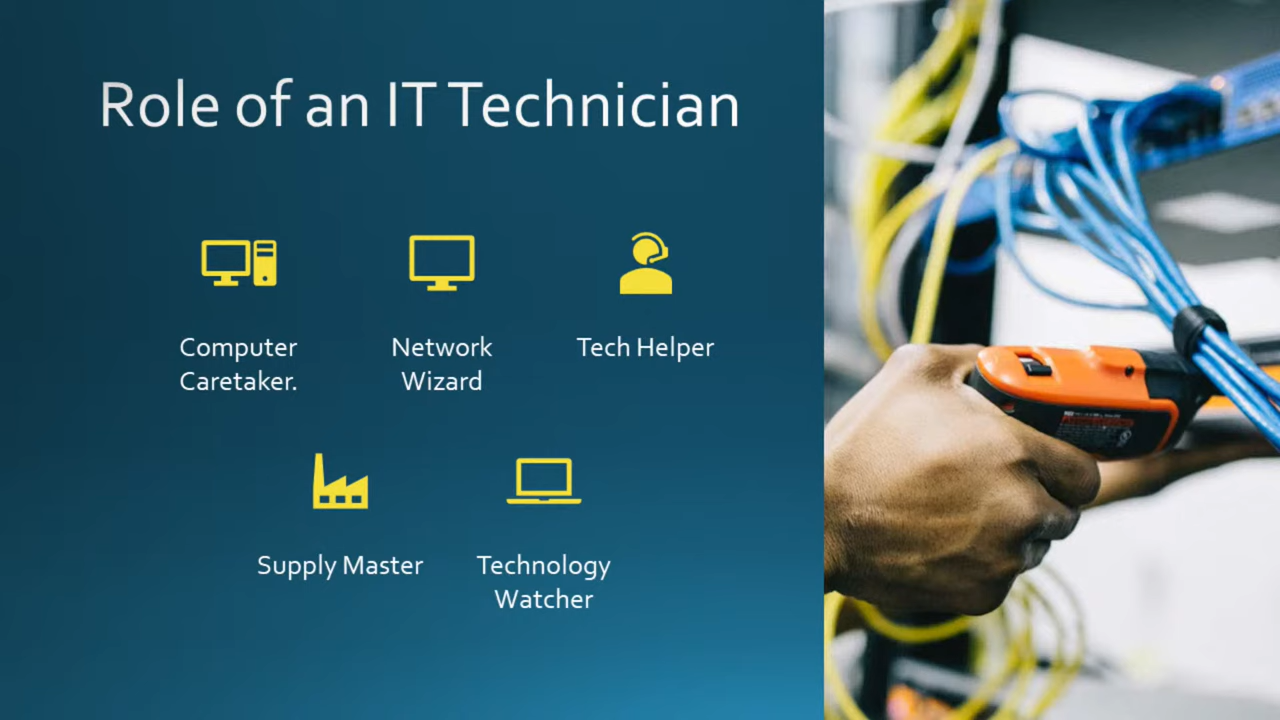 Role of an IT Technician
Computer
Caretaker.
Network
Wizard
Tech Helper
Supply Master
Technology
Watcher